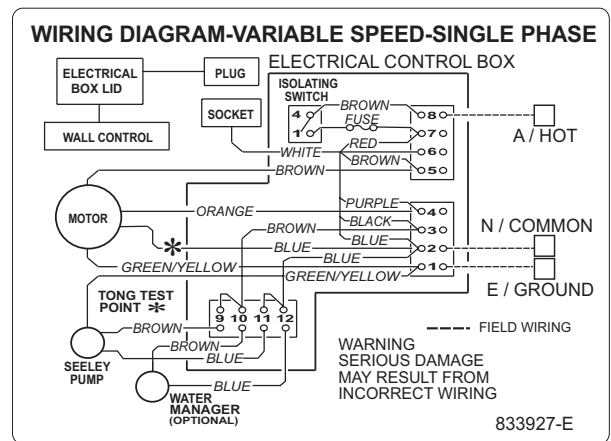 WIRING DIAGRAM-VARIABLE SPEED-SINGLE PHASE
ELECTRICAL CONTROL BOX
ELECTRICAL
BOX LID
PLUG
ISOLATING
SWITCH
SOCKET
WALL CONTROL
4
1
BROWN
FUSE
8
7
6
5
A / HOT
RED
WHITE
BROWN
BROWN
MOTOR
ORANGE
PURPLE
4
BROWN
BLACK
3
N / COMMON
BLUE
BLUE
2
BLUE
GREEN/YELLOW
1
GREEN/YELLOW
E / GROUND
TONG TEST
POINT *
*
9 10 11 12
BROWN
BROWN
BLUE
SEELEY
PUMP
BLUE
WATER
MANAGER
(OPTIONAL)
FIELD WIRING
WARNING
SERIOUS DAMAGE
MAY RESULT FROM
INCORRECT WIRING
833927-E